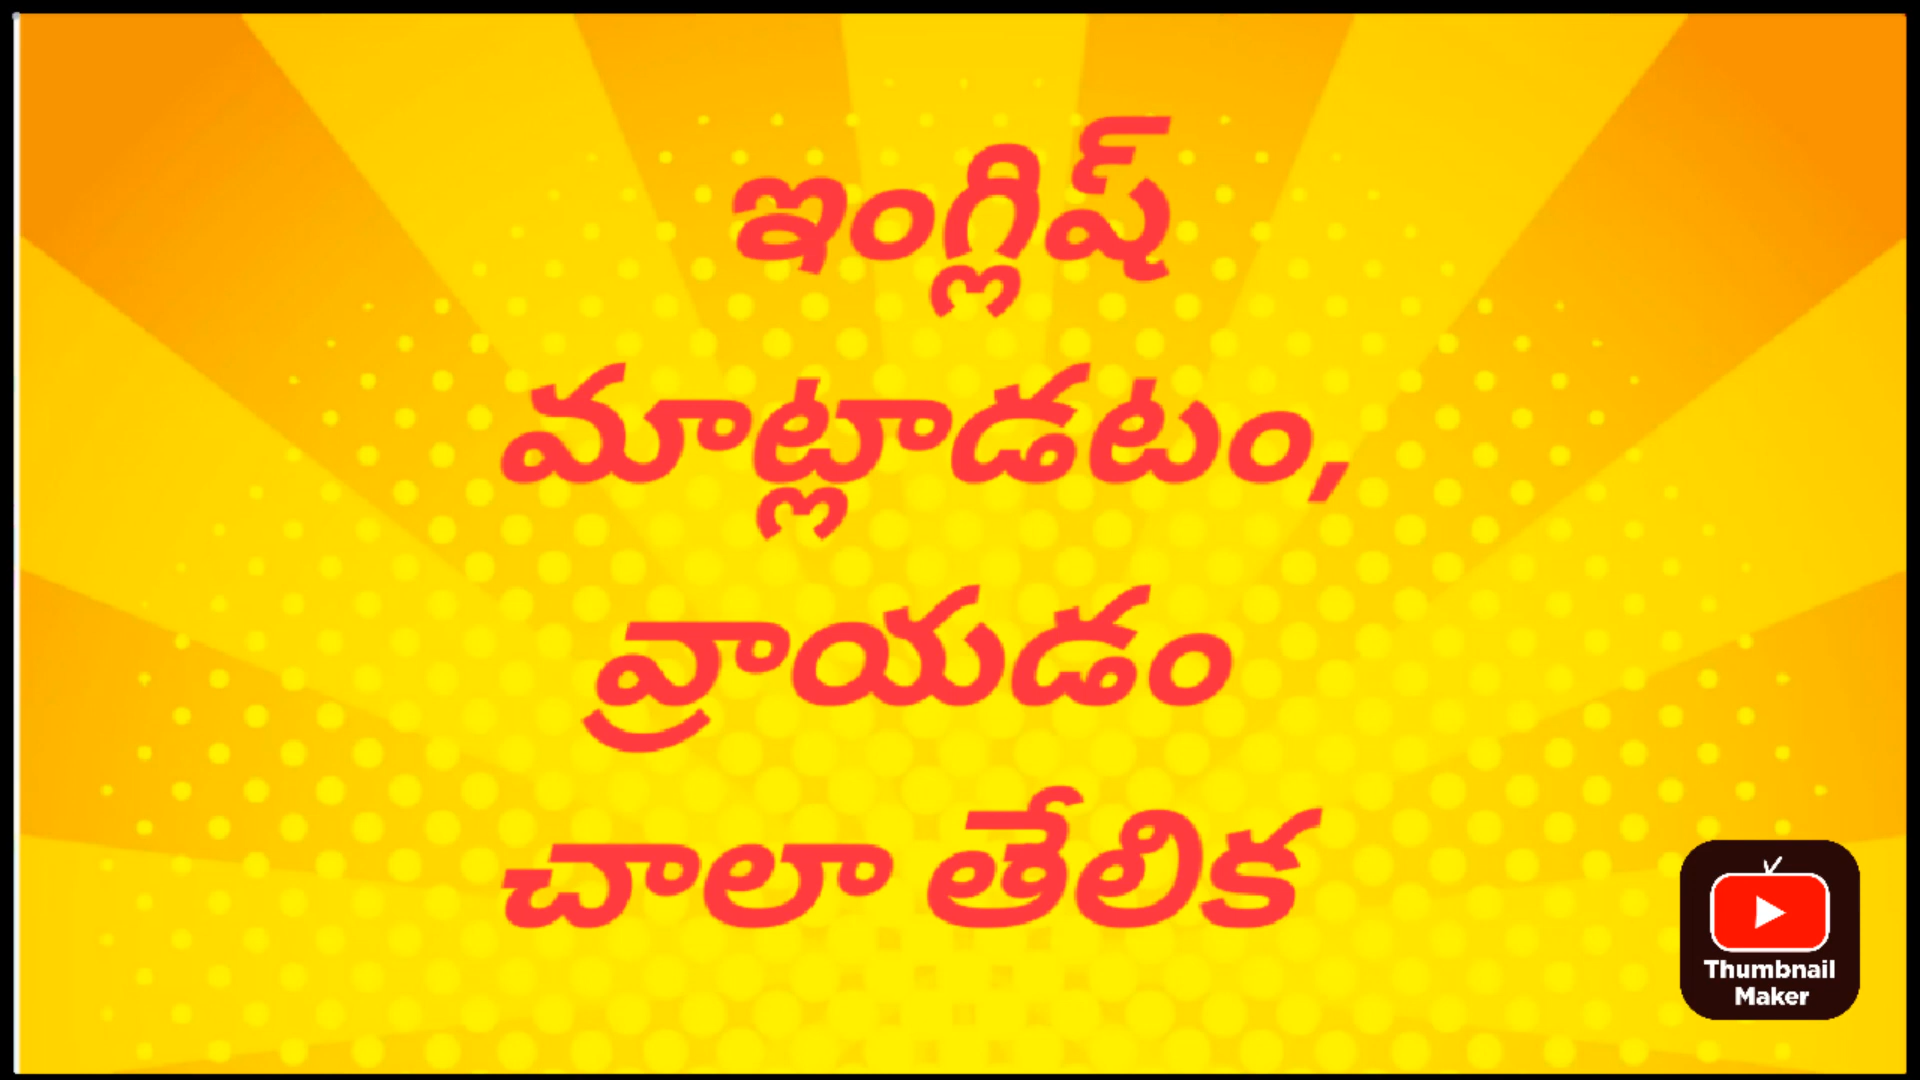 ఇంగ్లిష్
మాట్లాడటం,
వ్రాయడం
చాలా తేలిక
Thumbnail
Maker